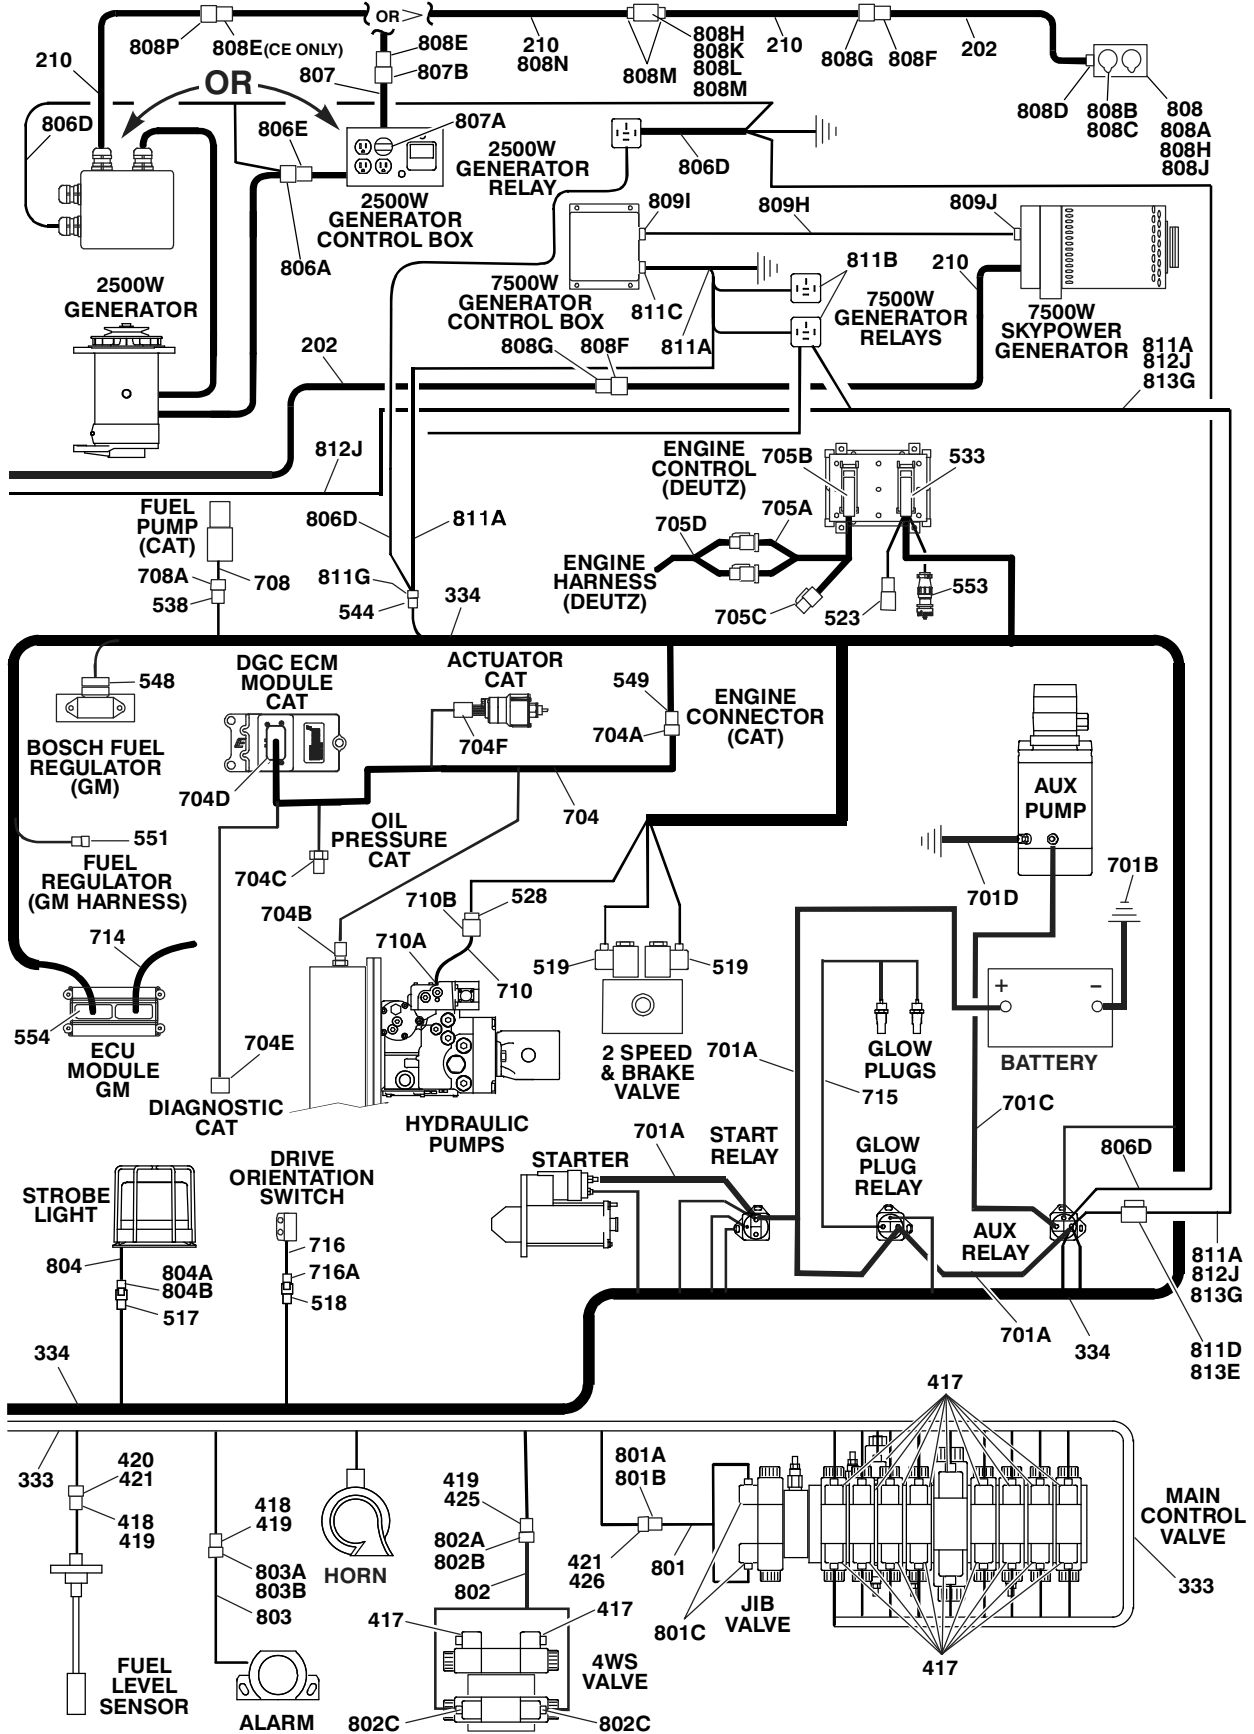 OR
808P
808E (CE ONLY)
808E
807B
210
808N
808H
808K
808L
808M
808M
210
808G
808F
202
808D
808B
808C
808
808A
808H
808J
210
OR
807
806D
806E
807A
2500W
GENERATOR
RELAY
806D
2500W
GENERATOR
CONTROL BOX
806A
809I
809H
809J
2500W
GENERATOR
7500W
GENERATOR
CONTROL BOX
811C
811B
210
7500W
GENERATOR
RELAYS
7500W
SKYPOWER
GENERATOR
811A
812J
813G
202
808G
808F
811A
812J
ENGINE
CONTROL
(DEUTZ)
705B
533
FUEL
PUMP
(CAT)
806D
811A
705D
705A
708A
538
708
811G
544
334
ENGINE
HARNESS
(DEUTZ)
705C
523
553
548
DGC ECM
MODULE
CAT
ACTUATOR
CAT
549
704A
ENGINE
CONNECTOR
(CAT)
BOSCH FUEL
REGULATOR
(GM)
704F
704D
704
AUX
PUMP
551
OIL
PRESSURE
CAT
FUEL
REGULATOR
(GM HARNESS)
704C
701D
701B
714
704B
710B
528
710A
710
519
519
+
−
554
ECU
MODULE
GM
704E
2 SPEED
& BRAKE
VALVE
701A
GLOW
PLUGS
BATTERY
DIAGNOSTIC
CAT
HYDRAULIC
PUMPS
715
701C
701A
START
RELAY
GLOW
PLUG
RELAY
806D
STROBE
LIGHT
DRIVE
ORIENTATION
SWITCH
STARTER
AUX
RELAY
804
804A
804B
517
716
716A
518
811A
812J
813G
701A
334
811D
813E
334
417
333
420
421
418
419
418
419
803A
803B
803
HORN
419
425
802A
802B
802
801A
801B
421
426
801
MAIN
CONTROL
VALVE
333
417
417
801C
JIB
VALVE
417
FUEL
LEVEL
SENSOR
ALARM
4WS
VALVE
802C
802C